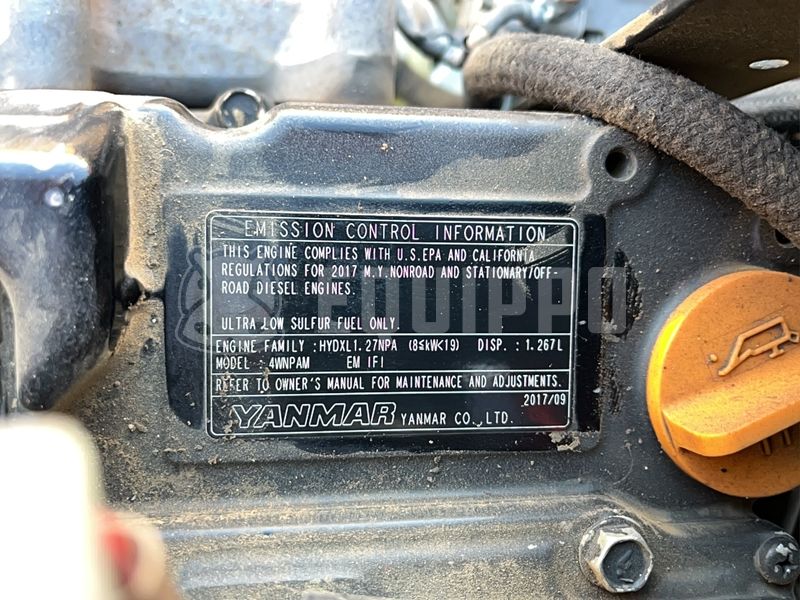 EMISSION CONTROL INFORMATION
THIS ENGINE COMPLIES WITH U.S.EPA AND CALIFORNIA
REGULATIONS FOR 2017 M.Y.NONROAD AND STATIONARY/OFF-
ROAD DIESEL ENGINES.
EQUIPPO
ULTRA LOW SULFUR FUEL ONLY.
ENGINE FAMILY :HYDXL1.27NPA (8≤kW<19) DISP. : 1.267L
MODEL :4WNPAM EM IFI
REFER TO OWNER'S MANUAL FOR MAINTENANCE AND ADJUSTMENTS.
2017/09
YANMAR YANMAR CO.,LTD.